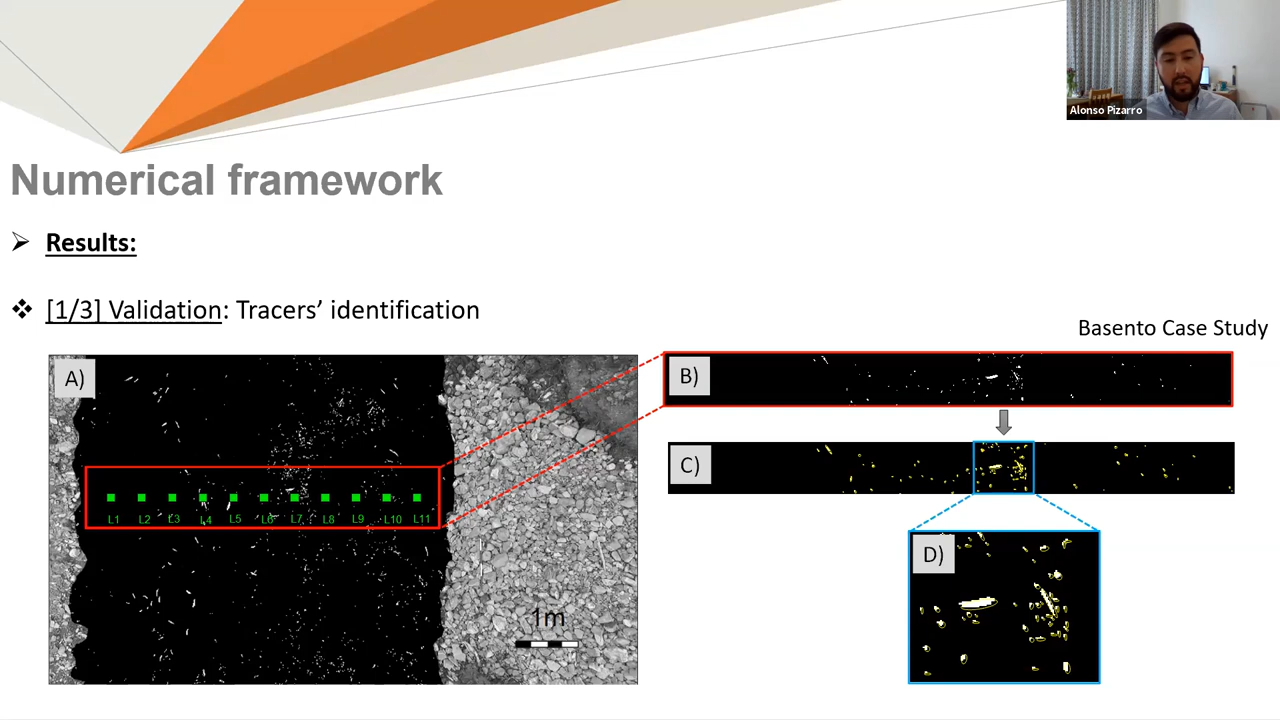 Alonso Pizarro
Numerical framework
Results:
[1/3] Validation: Tracers’ identification
Basento Case Study
A)
B)
C)
D)
L1 L2 L3 L4 L5 L6 L7 L8 L9 L10 L11
1m